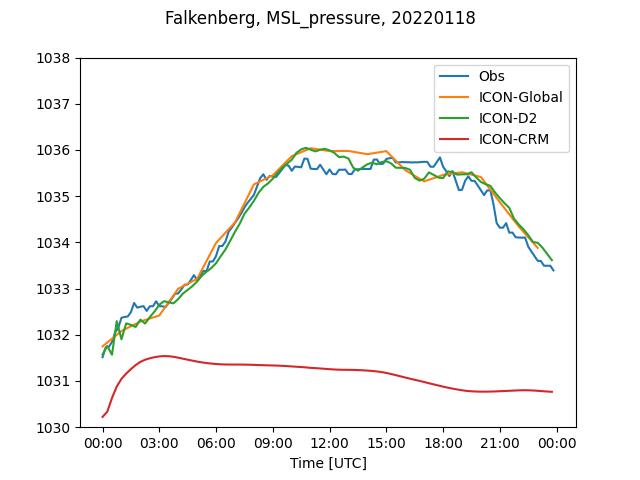 Falkenberg, MSL_pressure, 20220118
1038
1037
1036
1035
1034
1033
1032
1031
1030
Obs
ICON-Global
ICON-D2
ICON-CRM
00:00 03:00 06:00 09:00 12:00 15:00 18:00 21:00 00:00
Time [UTC]